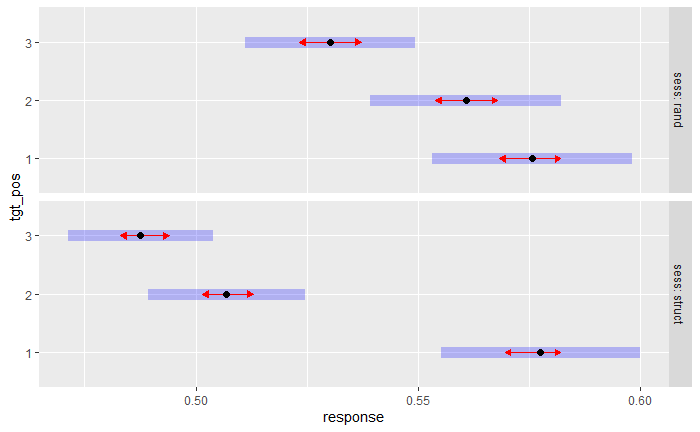 3
2
1
sess: rand
tgt_pos
3
2
1
sess: struct
0.50
0.55
0.60
response